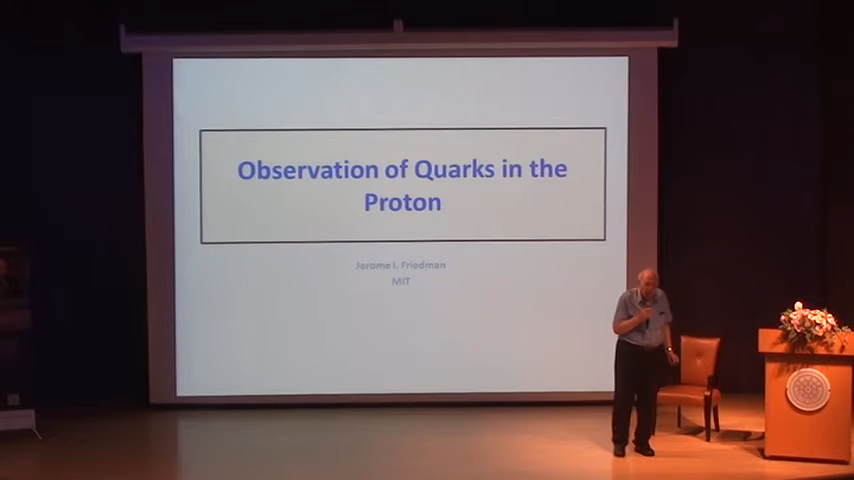 Observation of Quarks in the
Proton
Jerome I. Friedman
MIT